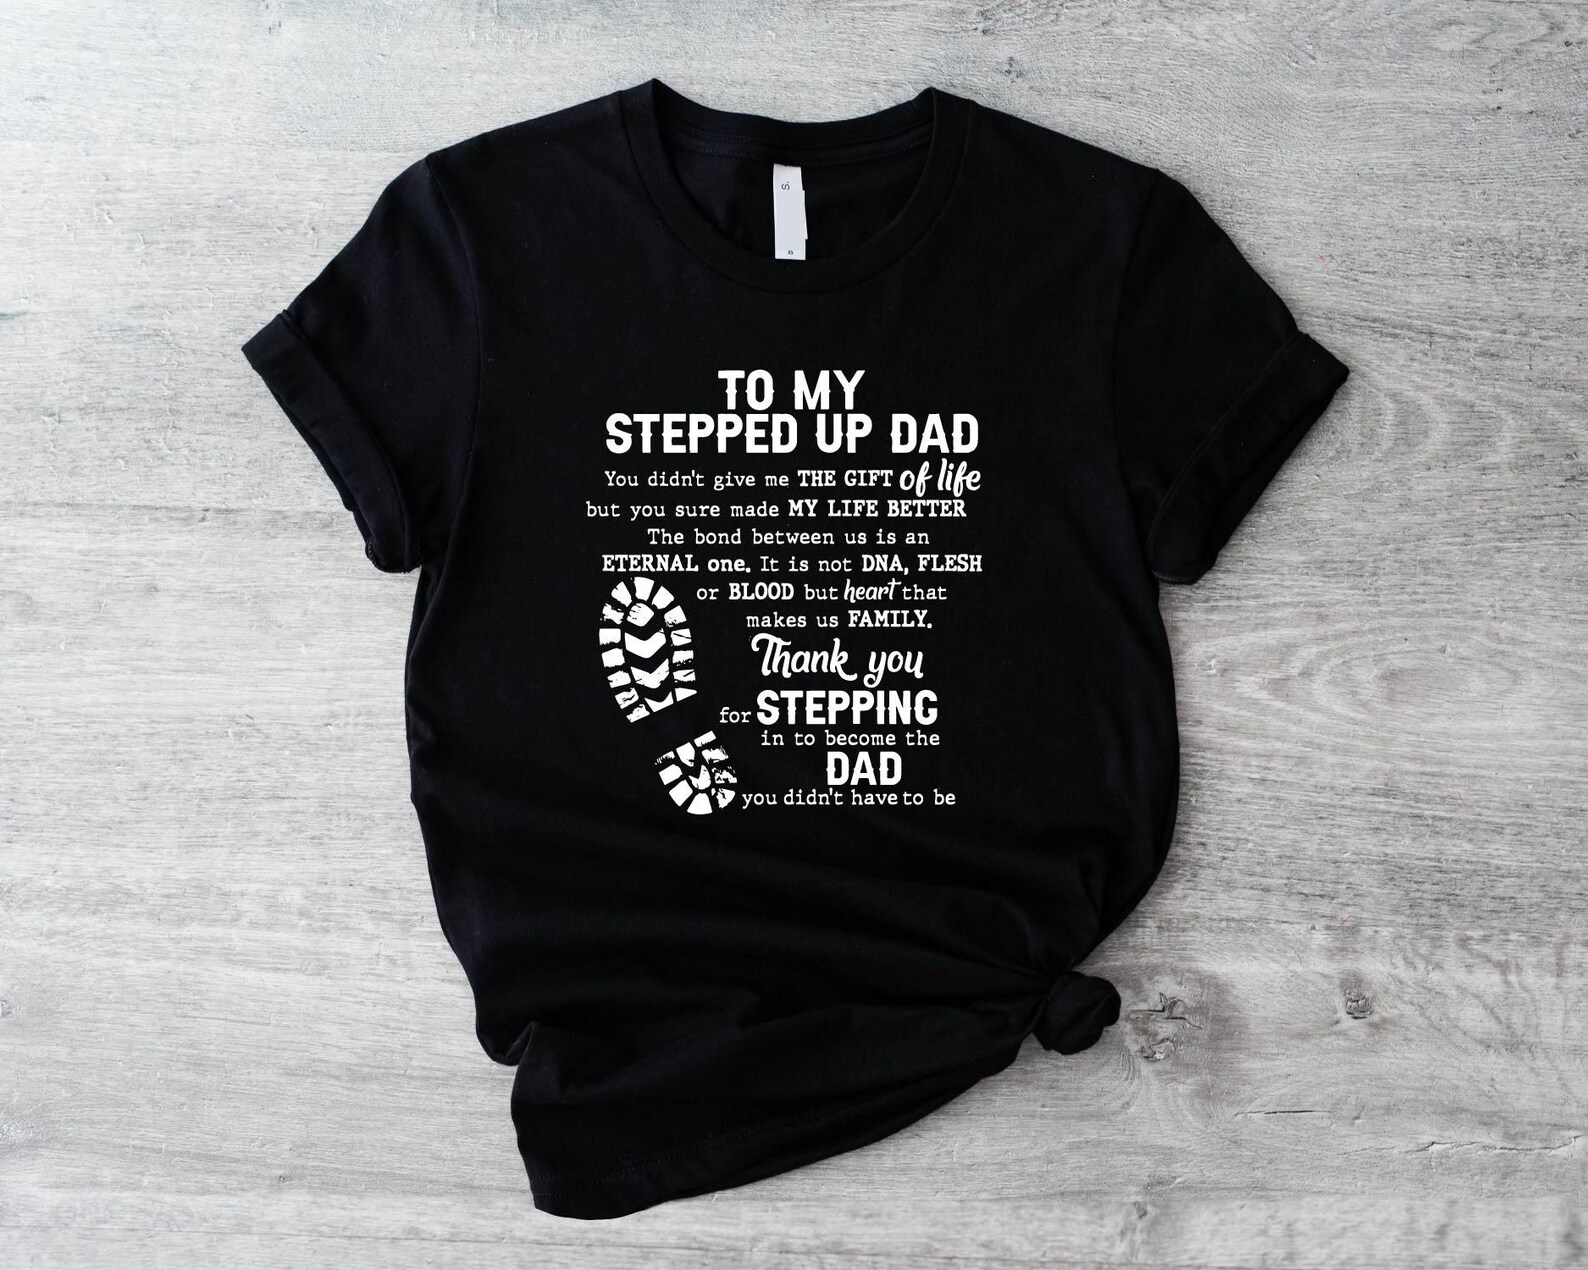 S.
XS
TO MY
STEPPED UP DAD
You didn't give me THE GIFT of life
but you sure made MY LIFE BETTER
The bond between us is an
ETERNAL one. It is not DNA, FLESH
or BLOOD but heart that
makes us FAMILY.
Thank you
for STEPPING
in to become the
DAD
you didn't have to be